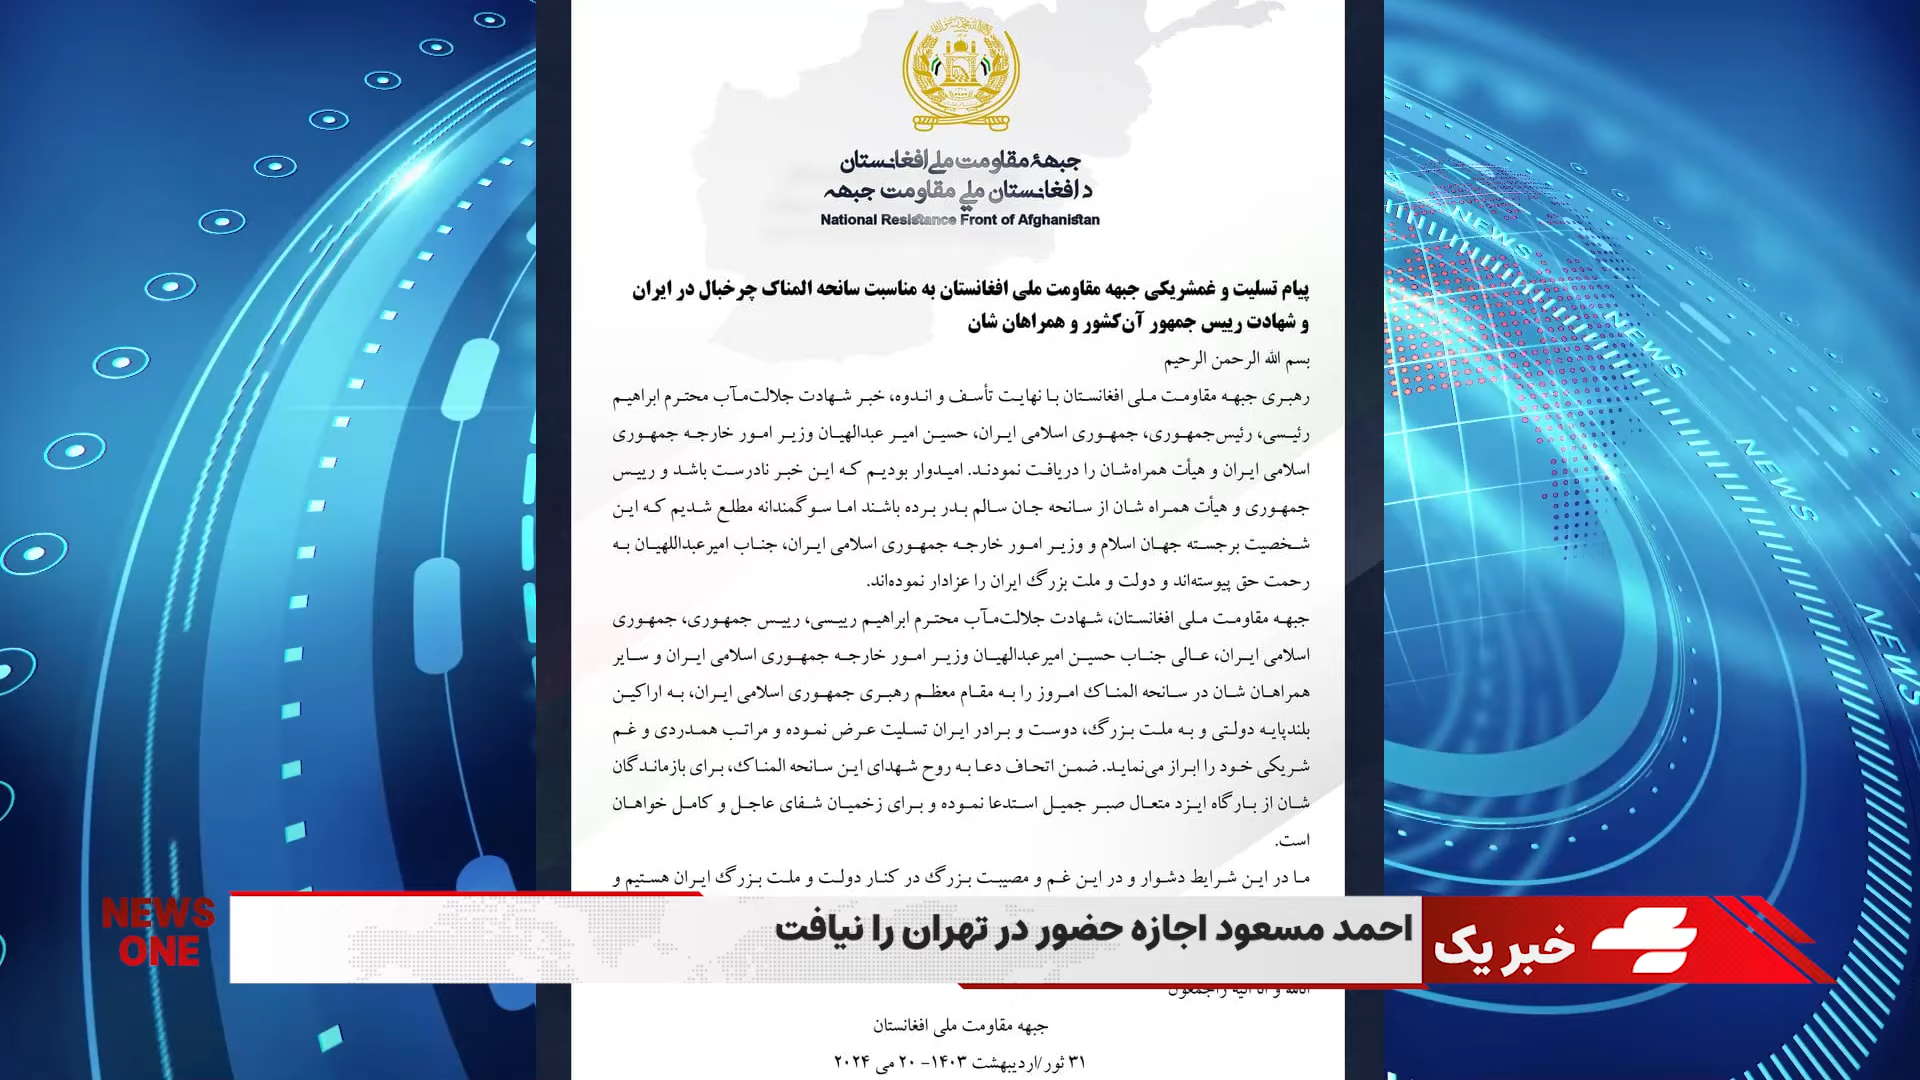 جبههٔ مقاومت ملی افغانستان
د افغانستان ملي مقاومت جبهه
National Resistance Front of Afghanistan
پیام تسلیت و غمشریکی جبهه مقاومت ملی افغانستان به مناسبت سانحه المناک چرخبال در ایران
و شهادت رییس جمهور آن‌کشور و همراهان شان
بسم الله الرحمن الرحیم
رهبری جبهه مقاومت ملی افغانستان با نهایت تأسف و اندوه، خبر شهادت جلالت‌مآب محترم ابراهیم
رئیسی، رئیس‌جمهوری، جمهوری اسلامی ایران، حسین امیر عبدالهیان وزیر امور خارجه جمهوری
اسلامی ایران و هیأت همراه‌شان را دریافت نمودند. امیدوار بودیم که این خبر نادرست باشد و رییس
جمهوری و هیأت همراه شان از سانحه جان سالم بدر برده باشند اما سوگمندانه مطلع شدیم که این
شخصیت برجسته جهان اسلام و وزیر امور خارجه جمهوری اسلامی ایران، جناب امیرعبداللهیان به
رحمت حق پیوسته‌اند و دولت و ملت بزرگ ایران را عزادار نموده‌اند.
جبهه مقاومت ملی افغانستان، شهادت جلالت‌مآب محترم ابراهیم رییسی، رییس جمهوری، جمهوری
اسلامی ایران، عالی جناب حسین امیرعبدالهیان وزیر امور خارجه جمهوری اسلامی ایران و سایر
همراهان شان در سانحه المناک امروز را به مقام معظم رهبری جمهوری اسلامی ایران، به اراکین
بلندپایه دولتی و به ملت بزرگ، دوست و برادر ایران تسلیت عرض نموده و مراتب همدردی و غم
شریکی خود را ابراز می‌نماید. ضمن اتحاف دعا به روح شهدای این سانحه المناک، برای بازماندگان
شان از بارگاه ایزد متعال صبر جمیل استدعا نموده و برای زخمیان شفای عاجل و کامل خواهان
است.
ما در این شرایط دشوار و در این غم و مصیبت بزرگ در کنار دولت و ملت بزرگ ایران هستیم و
احمد مسعود اجازه حضور در تهران را نیافت
خبر یک
NEWS
ONE
جبهه مقاومت ملی افغانستان
۳۱ ثور/اردیبهشت ۱۴۰۳- ۲۰ می ۲۰۲۴
NEWS
NEWS
NEWS
NEWS